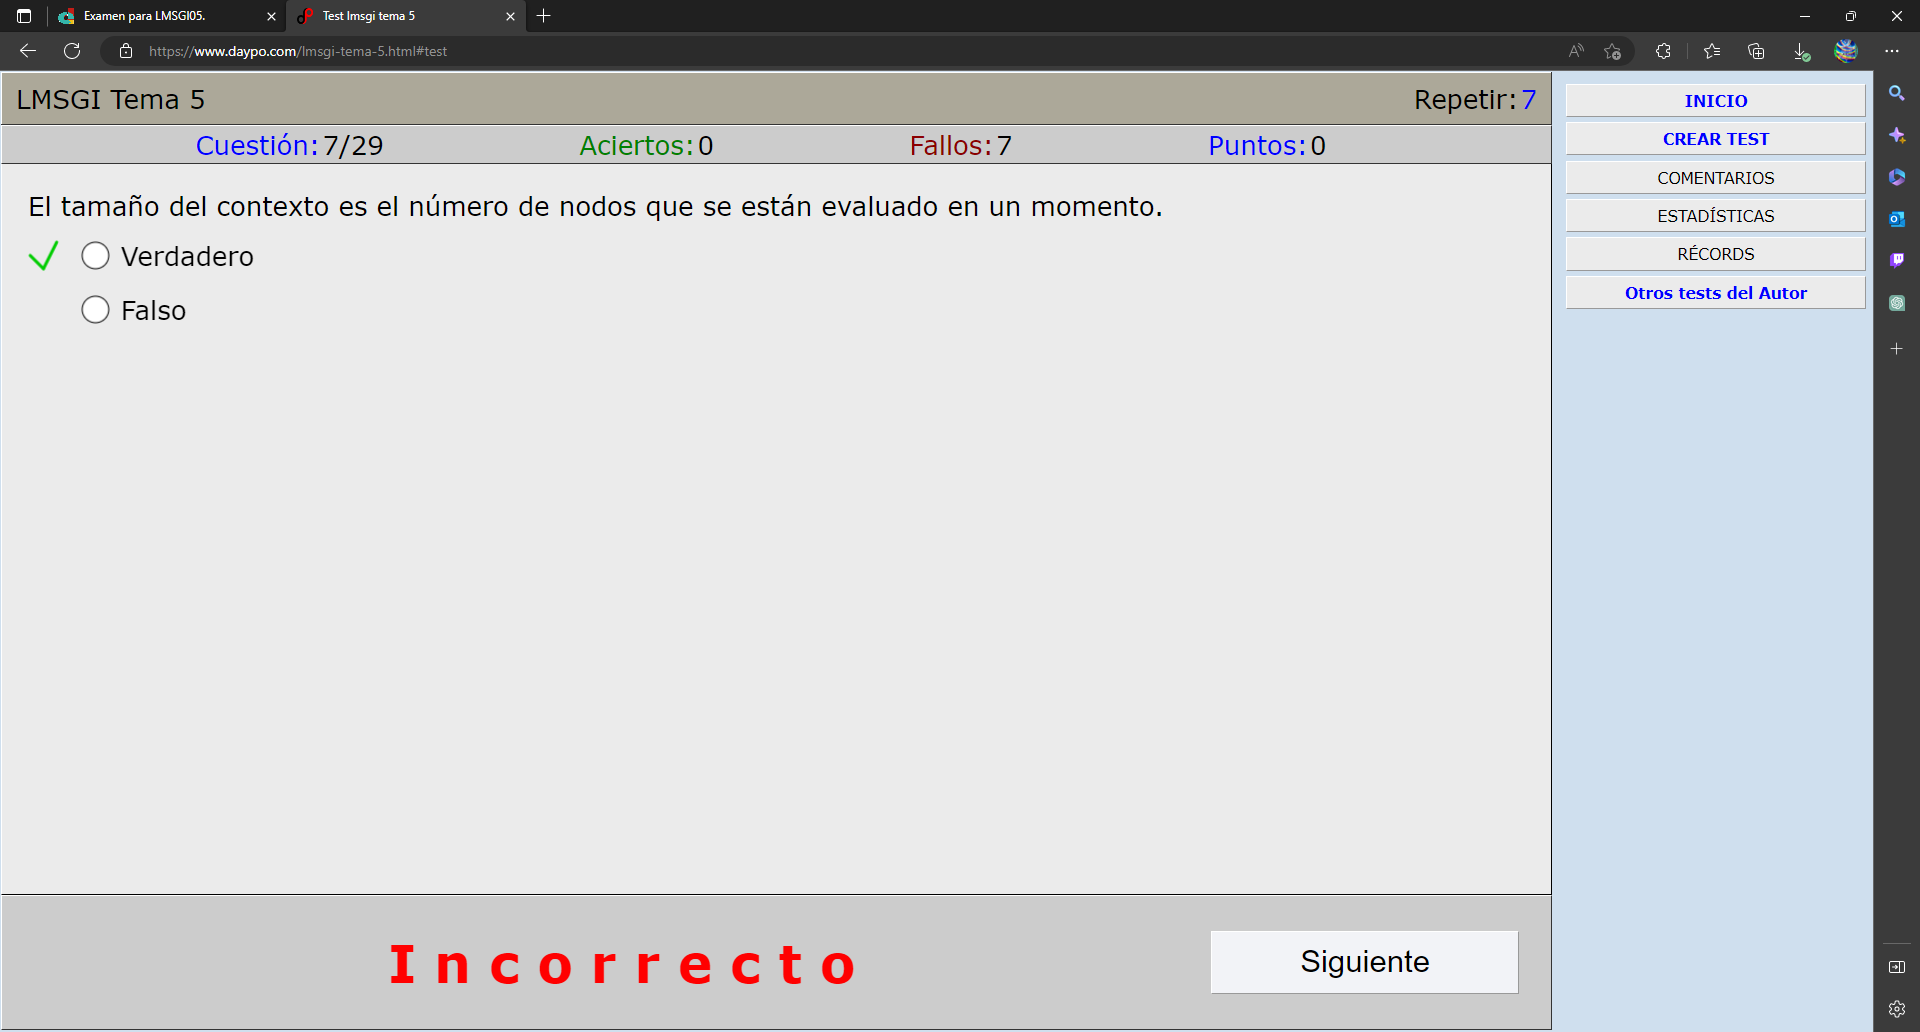 Examen para LMSGI05.
Test lmsgi tema 5
https://www.daypo.com/lmsgi-tema-5.html#test
LMSGI Tema 5
Repetir: 7
Cuestión: 7/29
Aciertos: 0
Fallos: 7
Puntos: 0
El tamaño del contexto es el número de nodos que se están evaluado en un momento.
Verdadero
Falso
Incorrecto
Siguiente
INICIO
CREAR TEST
COMENTARIOS
ESTADÍSTICAS
RÉCORDS
Otros tests del Autor